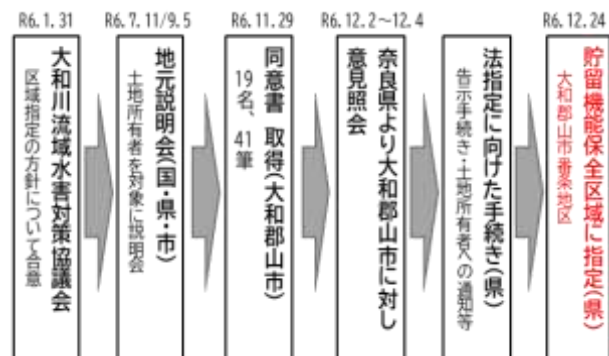 R6.1.31
大和川流域水害対策協議会
区域指定の方針について合意
R6.7.11/9.5
地元説明会(国・県・市)
土地所有者を対象に説明会
R6.11.29
同意書 取得(大和郡山市)
19名、41筆
R6.12.2～12.4
奈良県より大和郡山市に対し
意見照会
法指定に向けた手続き(県)
告示手続き・土地所有者への通知等
R6.12.24
貯留機能保全区域に指定(県)
大和郡山市番条地区